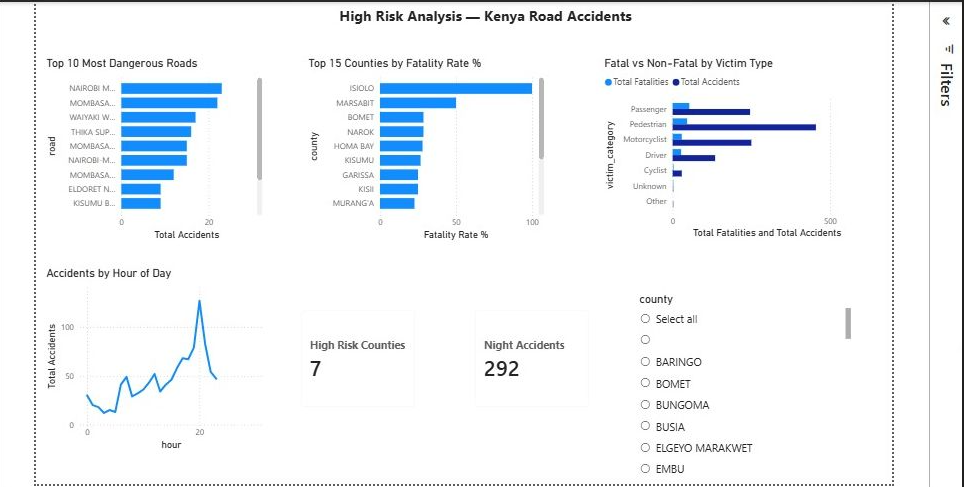 High Risk Analysis — Kenya Road Accidents
Top 10 Most Dangerous Roads
NAIROBI M...
MOMBASA...
WAIYAKI W...
THIKA SUP...
MOMBASA...
NAIROBI-M...
MOMBASA...
ELDORET N...
KISUMU B...
road
0 20
Total Accidents
Top 15 Counties by Fatality Rate %
ISIOLO
MARSABIT
BOMET
NAROK
HOMA BAY
KISUMU
GARISSA
KISII
MURANG'A
county
0 50 100
Fatality Rate %
Fatal vs Non-Fatal by Victim Type
Total Fatalities Total Accidents
Passenger
Pedestrian
Motorcyclist
Driver
Cyclist
Unknown
Other
victim_category
0 500
Total Fatalities and Total Accidents
Filters
Accidents by Hour of Day
Total Accidents
100
50
0
0 20
hour
High Risk Counties
7
Night Accidents
292
county
Select all
BARINGO
BOMET
BUNGOMA
BUSIA
ELGEYO MARAKWET
EMBU